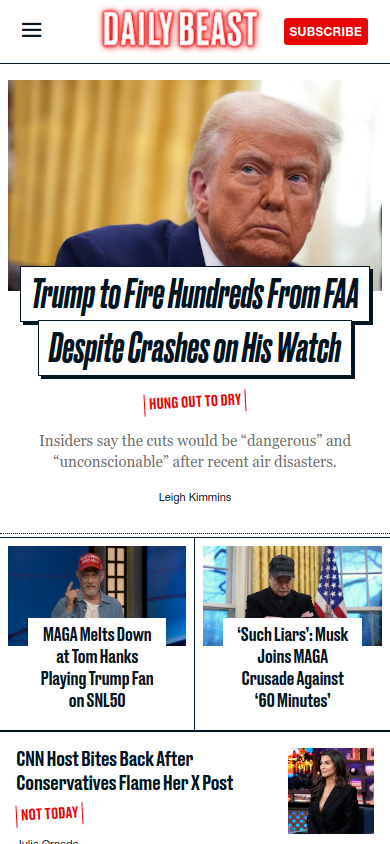 DAILY BEAST
SUBSCRIBE
Trump to Fire Hundreds From FAA
Despite Crashes on His Watch
HUNG OUT TO DRY
Insiders say the cuts would be “dangerous” and
“unconscionable” after recent air disasters.
Leigh Kimmins
MAGA Melts Down
at Tom Hanks
Playing Trump Fan
on SNL50
‘Such Liars’: Musk
Joins MAGA
Crusade Against
‘60 Minutes’
CNN Host Bites Back After
Conservatives Flame Her X Post
NOT TODAY
Julia Ornedo